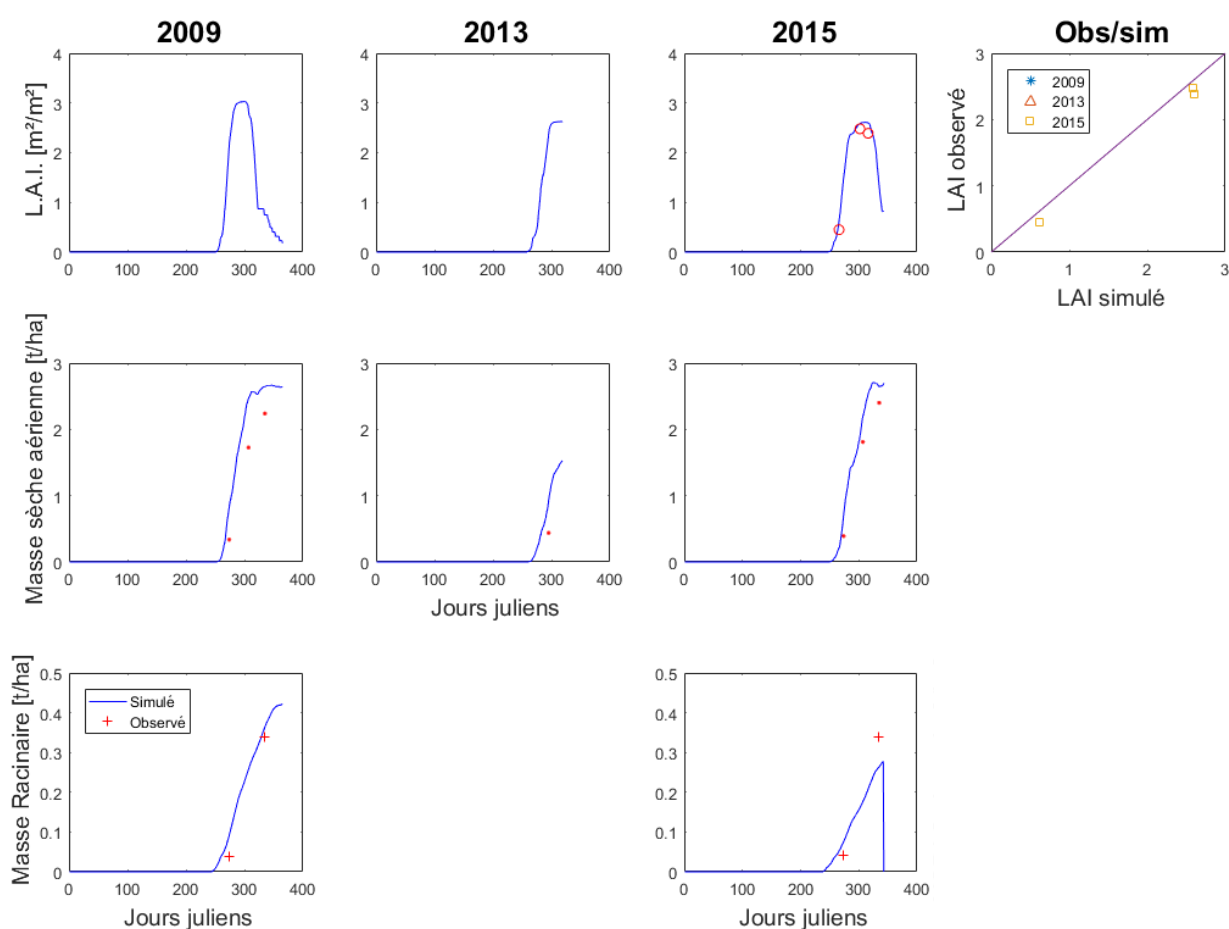 2009 2013 2015 Obs/sim
L.A.I. [m²/m²]
4
3
2
1
0
0 100 200 300 400
4
3
2
1
0
0 100 200 300 400
4
3
2
1
0
0 100 200 300 400
LAI observé
3
2
1
0
2009
2013
2015
0 1 2 3
LAI simulé
Masse sèche aérienne [t/ha]
3
2
1
0
0 100 200 300 400
3
2
1
0
0 100 200 300 400
Jours juliens
3
2
1
0
0 100 200 300 400
Masse Racinaire [t/ha]
0.5
0.4
0.3
0.2
0.1
0
Simulé
Observé
0 100 200 300 400
Jours juliens
0.5
0.4
0.3
0.2
0.1
0
0 100 200 300 400
Jours juliens